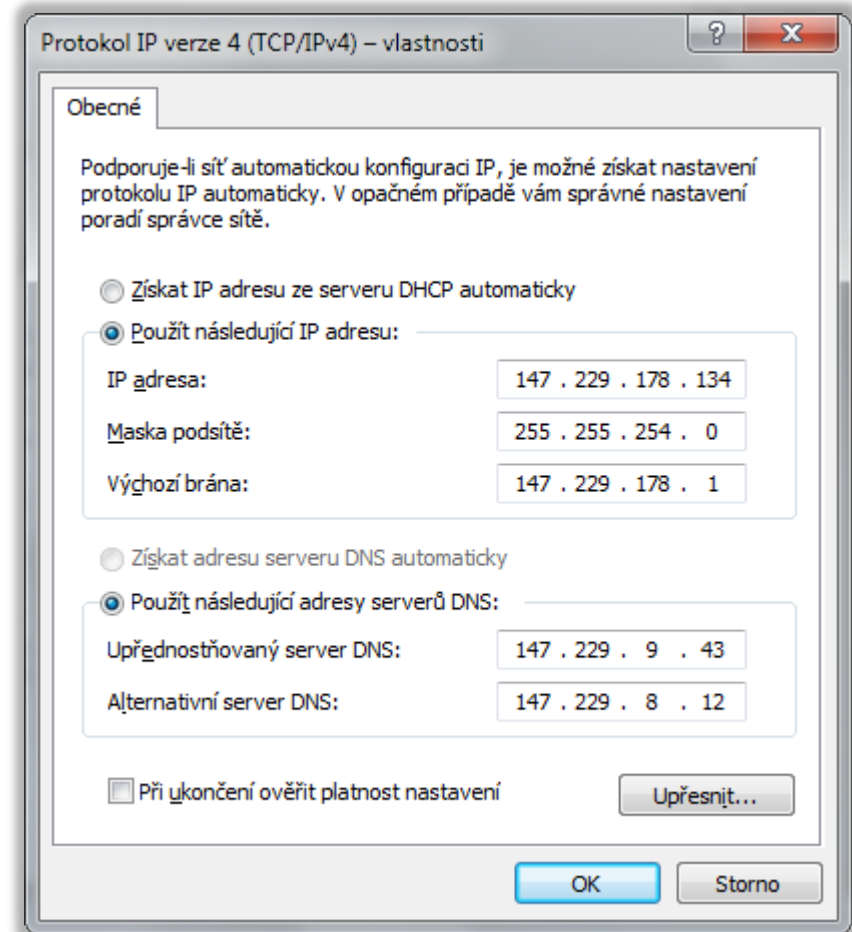 Protokol IP verze 4 (TCP/IPv4) – vlastnosti
Obecné
Podporuje-li síť automatickou konfiguraci IP, je možné získat nastavení
protokolu IP automaticky. V opačném případě vám správné nastavení
poradí správce sítě.
Získat IP adresu ze serveru DHCP automaticky
Použít následující IP adresu:
IP adresa: 147 . 229 . 178 . 134
Maska podsítě: 255 . 255 . 254 . 0
Výchozí brána: 147 . 229 . 178 . 1
Získat adresu serveru DNS automaticky
Použít následující adresy serverů DNS:
Upřednostňovaný server DNS: 147 . 229 . 9 . 43
Alternativní server DNS: 147 . 229 . 8 . 12
Při ukončení ověřit platnost nastavení
Upřesnit...
OK Storno